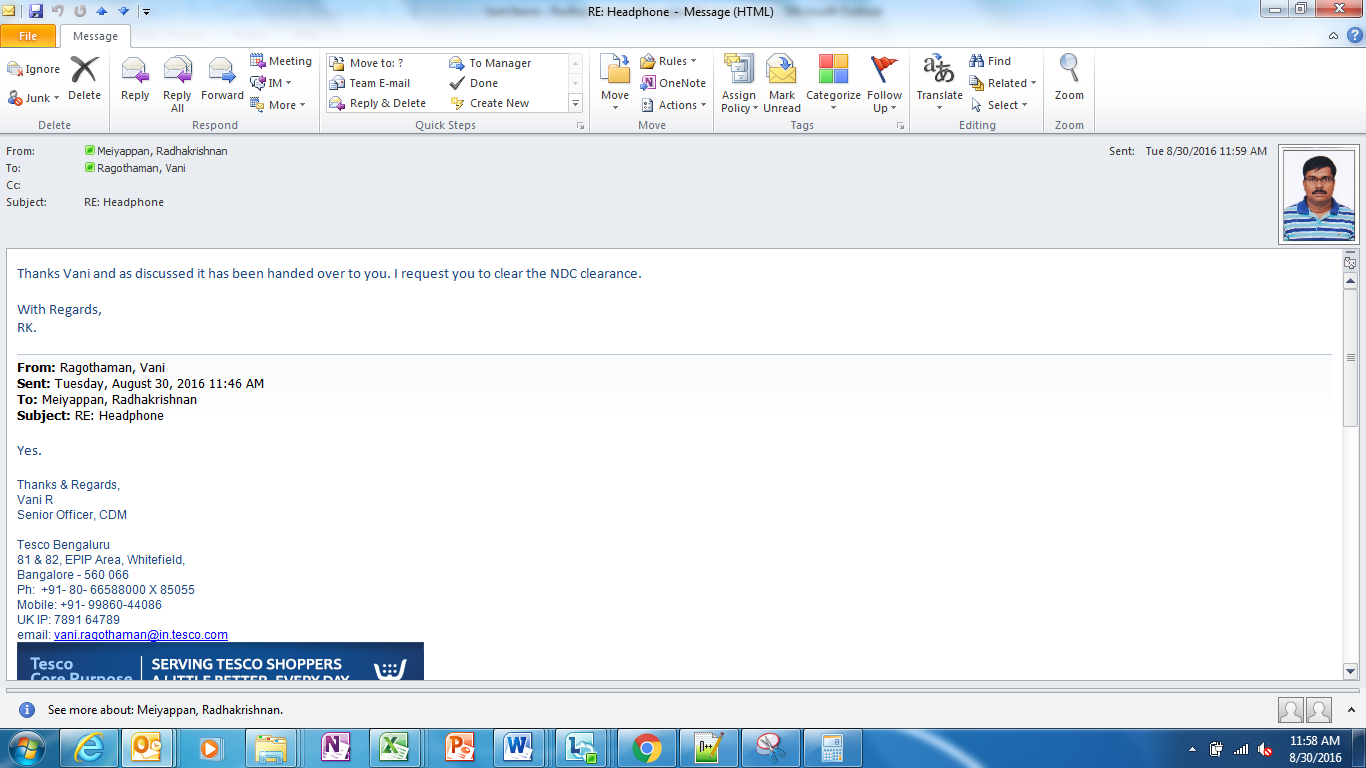 RE: Headphone - Message (HTML)
File Message
Ignore
Junk
Delete
Delete
Reply
Reply All
Forward
Meeting
IM
More
Respond
Move to: ?
Team E-mail
Reply & Delete
To Manager
Done
Create New
Quick Steps
Move
Rules
OneNote
Actions
Move
Assign Policy
Mark Unread
Categorize
Follow Up
Tags
Translate
Find
Related
Select
Editing
Zoom
Zoom
From: Meiyappan, Radhakrishnan
Sent: Tue 8/30/2016 11:59 AM
To: Ragothaman, Vani
Cc:
Subject: RE: Headphone
Thanks Vani and as discussed it has been handed over to you. I request you to clear the NDC clearance.
With Regards,
RK.
From: Ragothaman, Vani
Sent: Tuesday, August 30, 2016 11:46 AM
To: Meiyappan, Radhakrishnan
Subject: RE: Headphone
Yes.
Thanks & Regards,
Vani R
Senior Officer, CDM
Tesco Bengaluru
81 & 82, EPIP Area, Whitefield,
Bangalore - 560 066
Ph: +91- 80- 66588000 X 85055
Mobile: +91- 99860-44086
UK IP: 7891 64789
email: vani.ragothaman@in.tesco.com
Tesco
Core Purpose
SERVING TESCO SHOPPERS
A LITTLE BETTER, EVERY DAY
See more about: Meiyappan, Radhakrishnan.
11:58 AM
8/30/2016